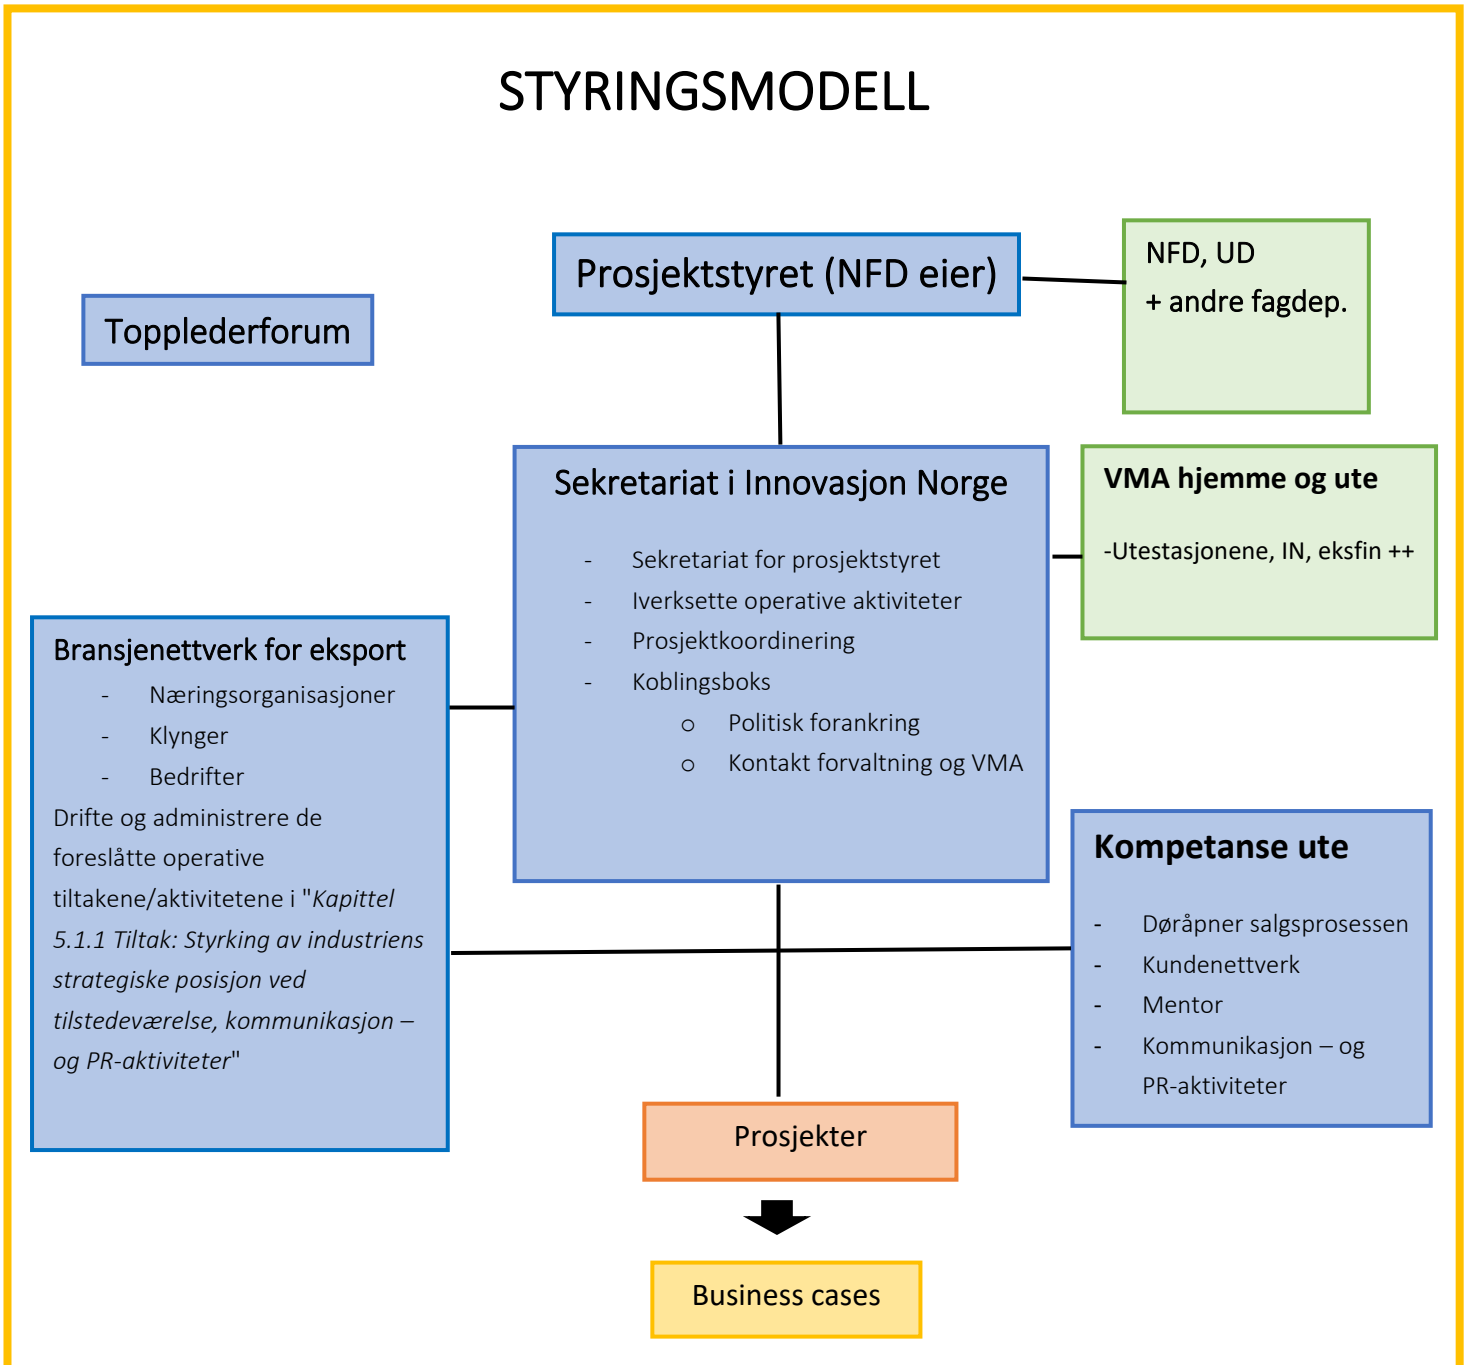 STYRINGSMODELL
Prosjektstyret (NFD eier)
NFD, UD
+ andre fagdep.
Topplederforum
Sekretariat i Innovasjon Norge
- Sekretariat for prosjektstyret
- Iverksette operative aktiviteter
- Prosjektkoordinering
- Koblingsboks
o Politisk forankring
o Kontakt forvaltning og VMA
VMA hjemme og ute
-Utestasjonene, IN, eksfin ++
Bransjenettverk for eksport
- Næringsorganisasjoner
- Klynger
- Bedrifter
Drifte og administrere de
foreslåtte operative
tiltakene/aktivitetene i "Kapittel
5.1.1 Tiltak: Styrking av industriens
strategiske posisjon ved
tilstedeværelse, kommunikasjon –
og PR-aktiviteter"
Kompetanse ute
- Døråpner salgsprosessen
- Kundenettverk
- Mentor
- Kommunikasjon – og
PR-aktiviteter
Prosjekter
Business cases